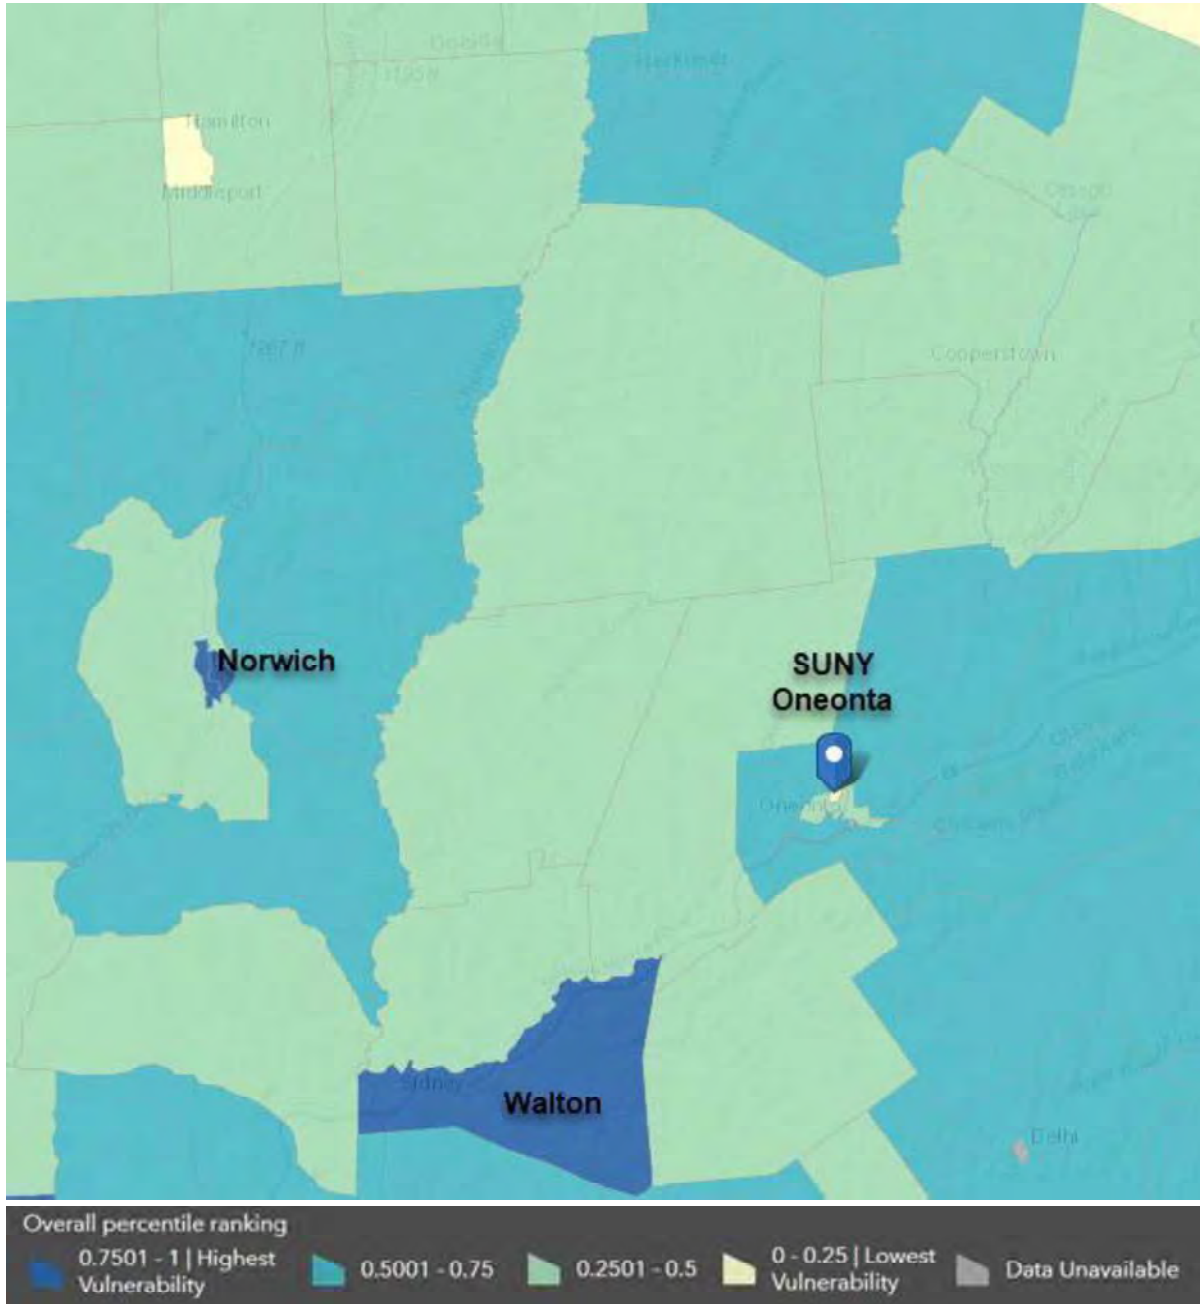 Herkimer
Hamilton
Middleport
Cooperstown
Norwich
SUNY
Oneonta
Oneonta
Sidney
Walton
Delhi
Overall percentile ranking
0.7501 - 1 | Highest
Vulnerability
0.5001 - 0.75
0.2501 - 0.5
0 - 0.25 | Lowest
Vulnerability
Data Unavailable